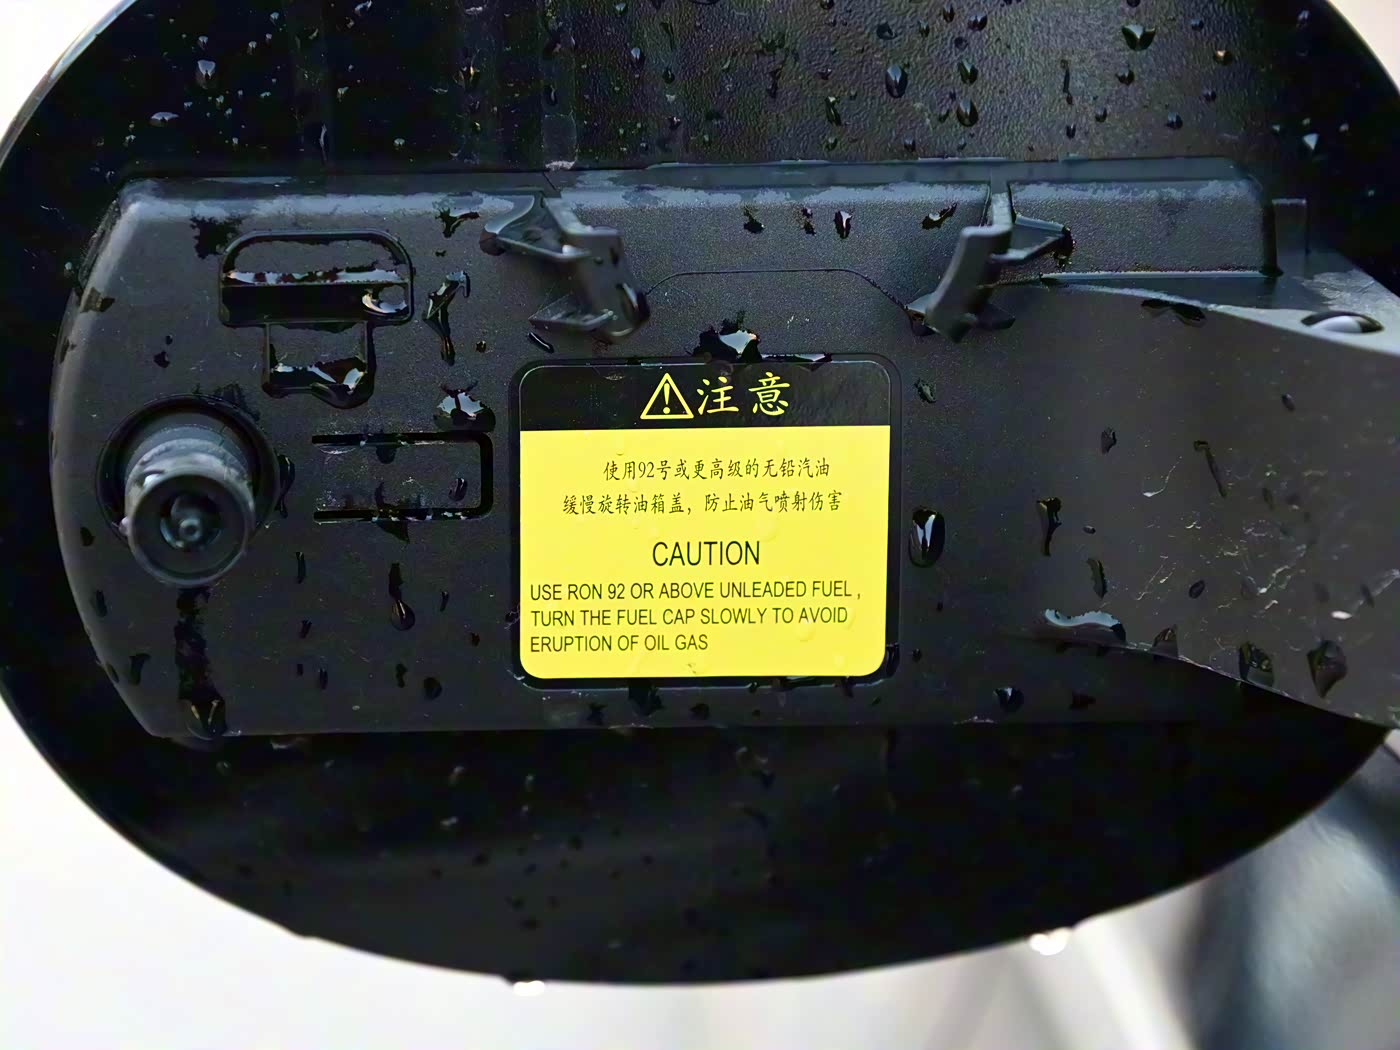 注意
使用92号或更高级的无铅汽油
缓慢旋转油箱盖，防止油气喷射伤害
CAUTION
USE RON 92 OR ABOVE UNLEADED FUEL ,
TURN THE FUEL CAP SLOWLY TO AVOID
ERUPTION OF OIL GAS